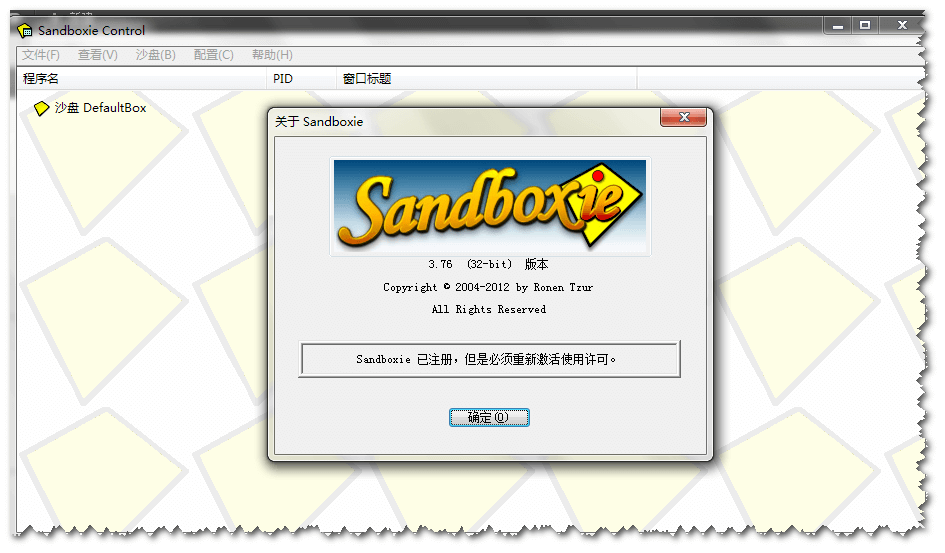 Sandboxie Control
文件(F) 查看(V) 沙盘(B) 配置(C) 帮助(H)
程序名 PID 窗口标题
沙盘 DefaultBox
关于 Sandboxie
Sandboxie
3.76 (32-bit) 版本
Copyright © 2004-2012 by Ronen Tzur
All Rights Reserved
Sandboxie 已注册，但是必须重新激活使用许可。
确定(O)